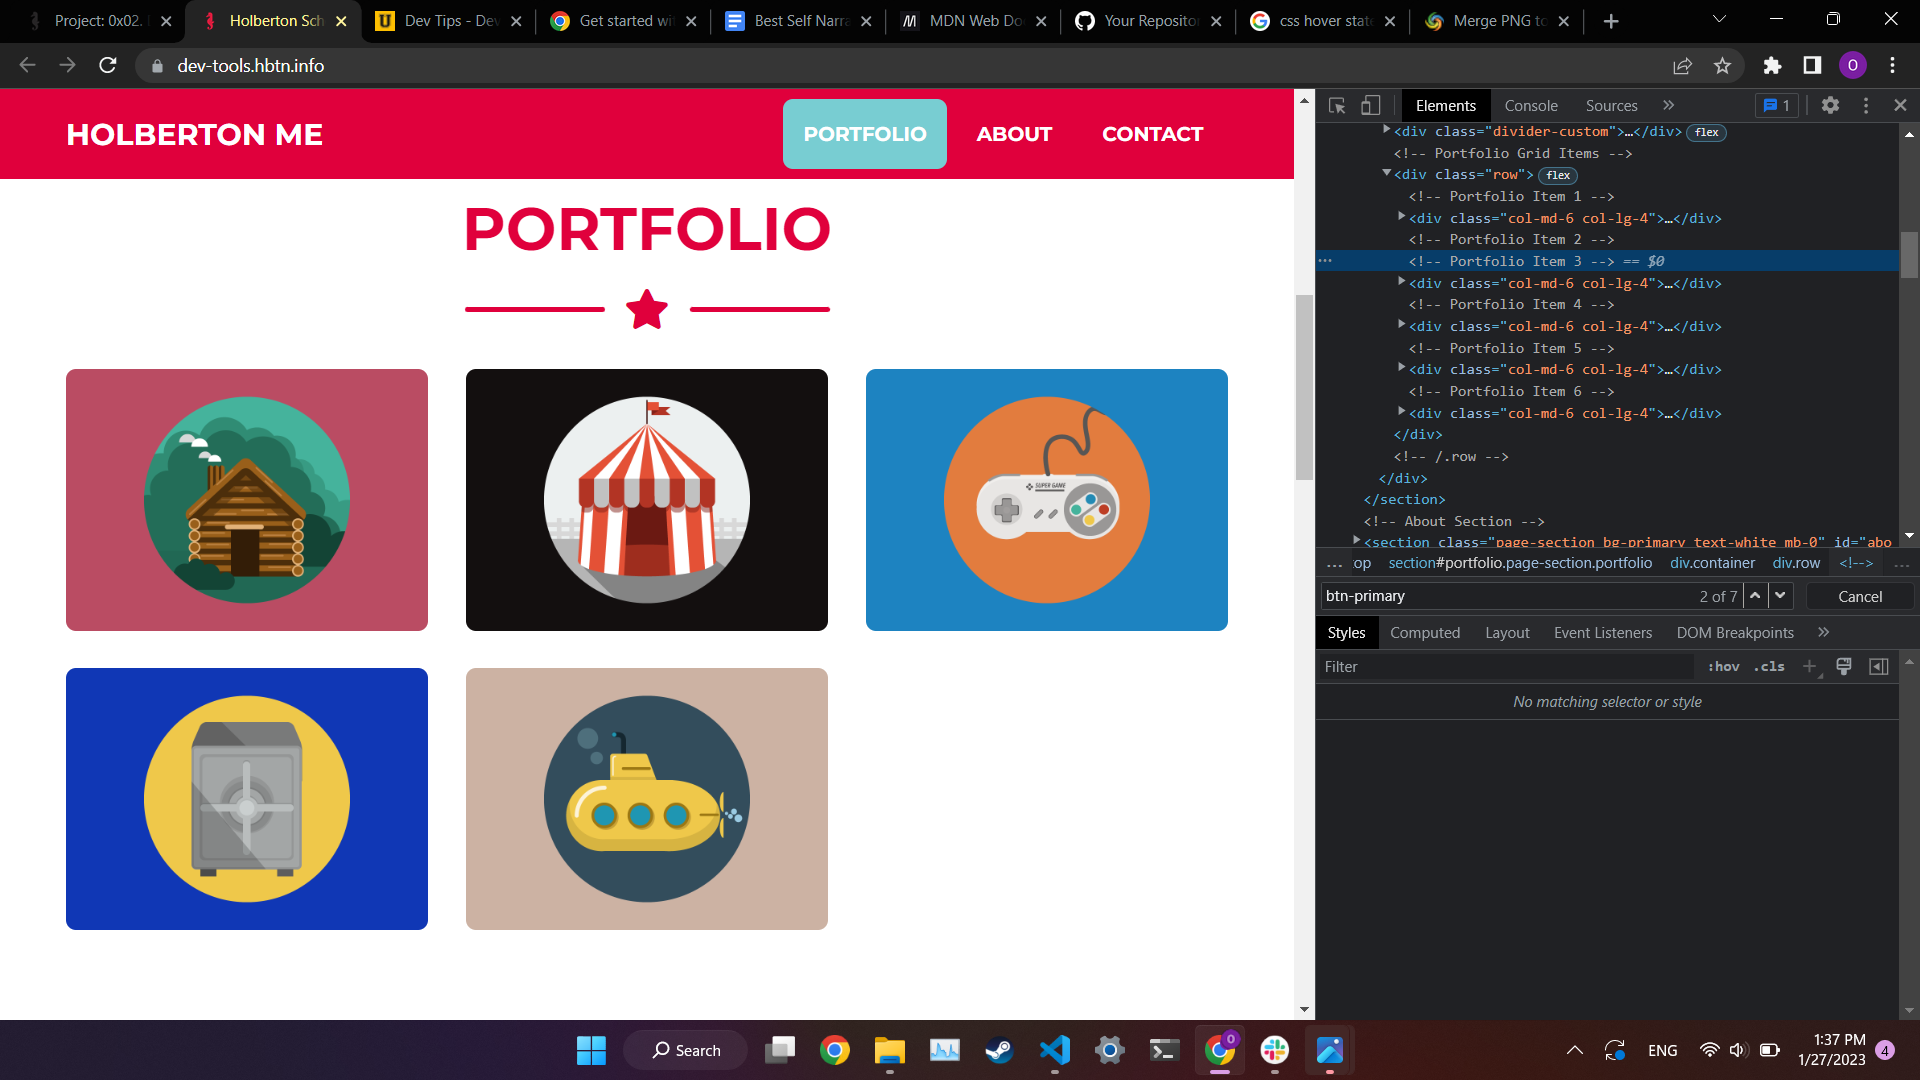 Project: 0x02.
Holberton Sch
Dev Tips - Dev
Get started wi
Best Self Narra
MDN Web Do
Your Reposito
css hover stat
Merge PNG to
dev-tools.hbtn.info
O
HOLBERTON ME
PORTFOLIO
ABOUT
CONTACT
PORTFOLIO
SUPER GAME
Elements
Console
Sources
1
<div class="divider-custom">…</div> flex
<!-- Portfolio Grid Items -->
<div class="row"> flex
<!-- Portfolio Item 1 -->
<div class="col-md-6 col-lg-4">…</div>
<!-- Portfolio Item 2 -->
<!-- Portfolio Item 3 --> == $0
<div class="col-md-6 col-lg-4">…</div>
<!-- Portfolio Item 4 -->
<div class="col-md-6 col-lg-4">…</div>
<!-- Portfolio Item 5 -->
<div class="col-md-6 col-lg-4">…</div>
<!-- Portfolio Item 6 -->
<div class="col-md-6 col-lg-4">…</div>
</div>
<!-- /.row -->
</div>
</section>
<!-- About Section -->
<section class="page-section bg-primary text-white mb-0" id="abo
... op section#portfolio.page-section.portfolio div.container div.row <!--> ...
btn-primary
2 of 7
Cancel
Styles
Computed
Layout
Event Listeners
DOM Breakpoints
Filter
:hov
.cls
No matching selector or style
Search
0
ENG
1:37 PM
1/27/2023
4